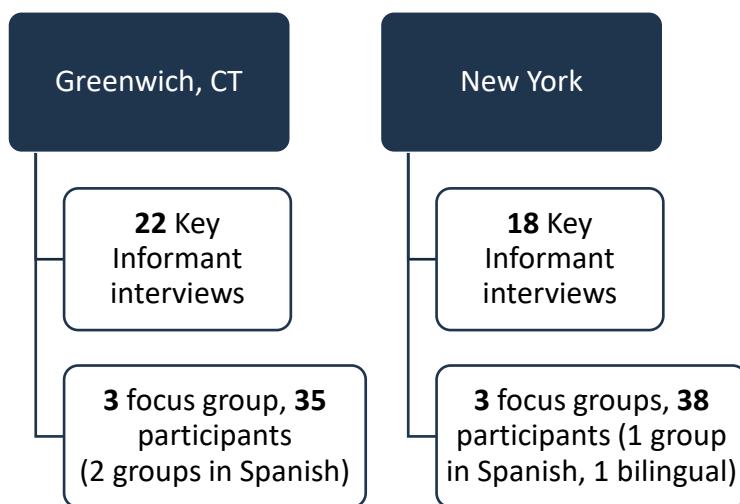 Greenwich, CT
22 Key
Informant
interviews
3 focus group, 35
participants
(2 groups in Spanish)
New York
18 Key
Informant
interviews
3 focus groups, 38
participants (1 group
in Spanish, 1 bilingual)